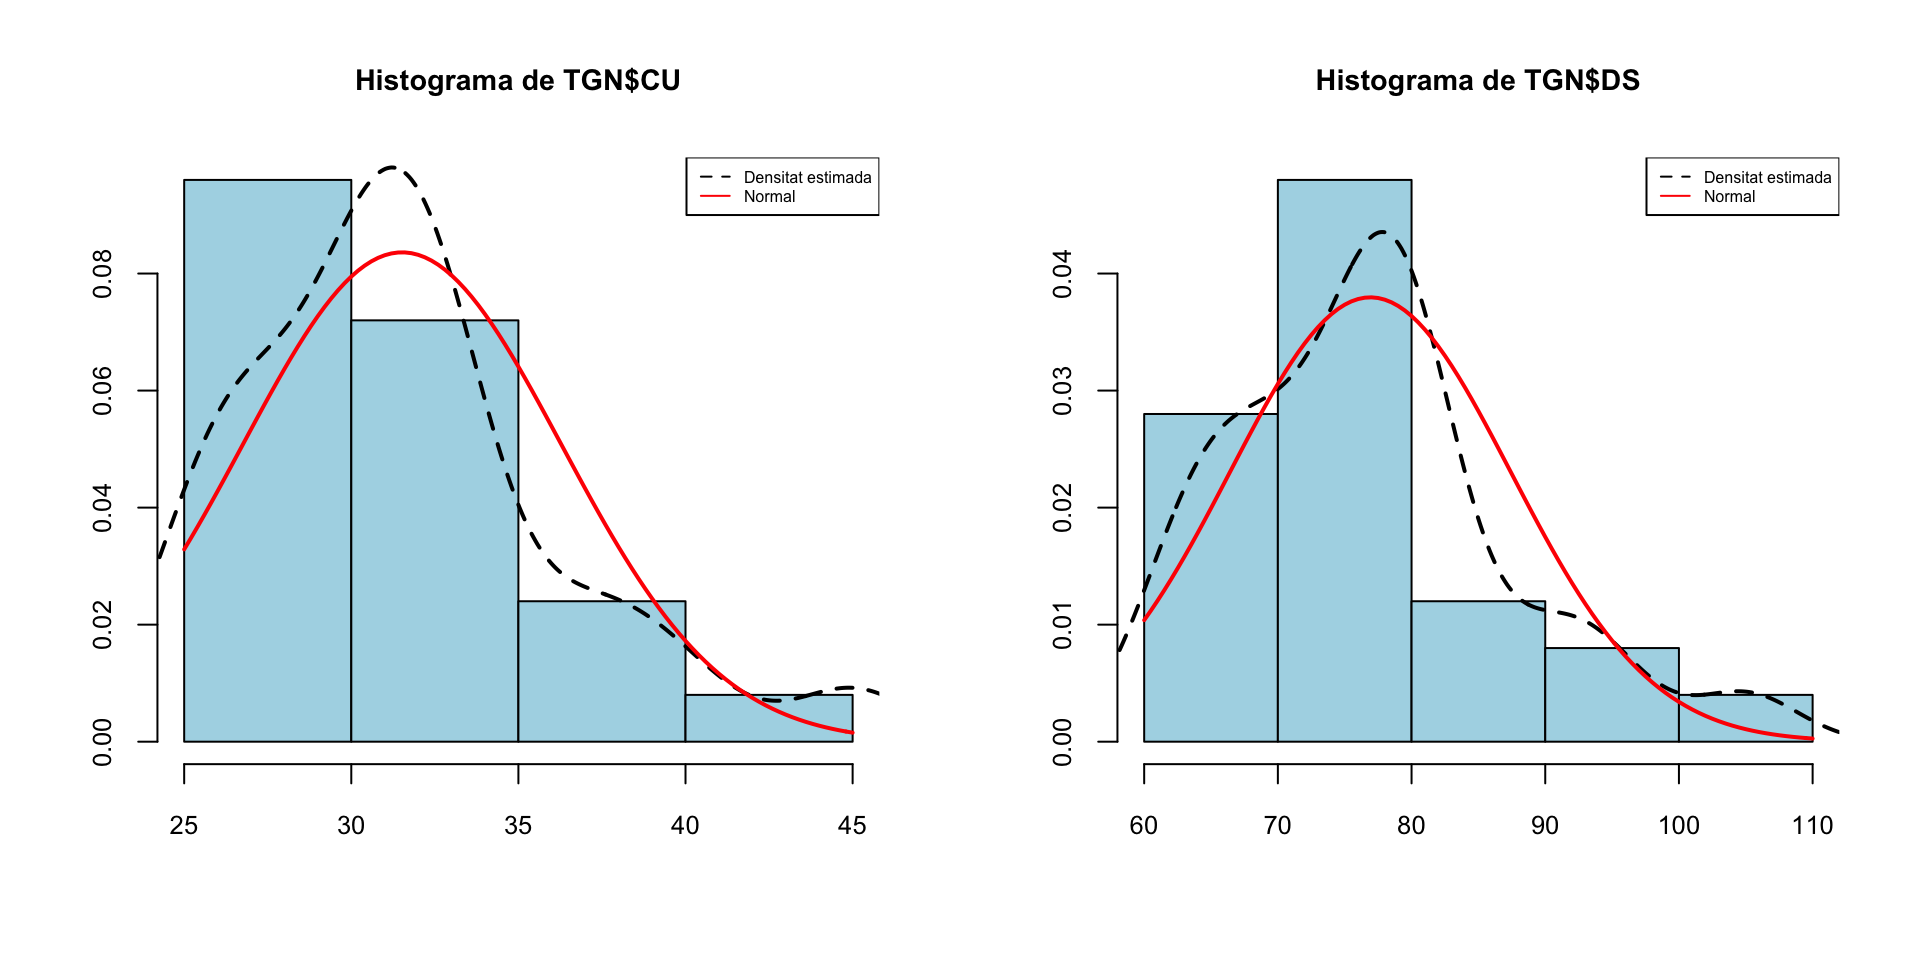 Histograma de TGN$CU
Densitat estimada
Normal
0.08
0.06
0.04
0.02
0.00
25 30 35 40 45
Histograma de TGN$DS
Densitat estimada
Normal
0.04
0.03
0.02
0.01
0.00
60 70 80 90 100 110